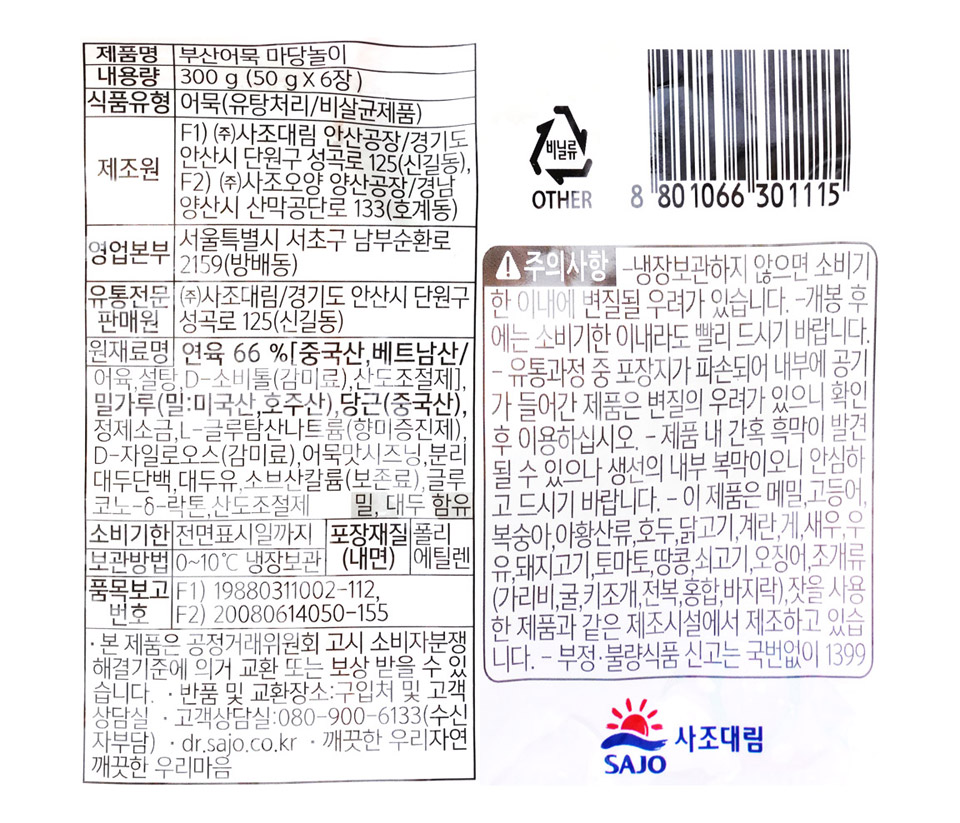 제품명 부산어묵 마당놀이
내용량 300 g (50 g X 6장)
식품유형 어묵(유탕처리/비살균제품)
제조원 F1) (주)사조대림 안산공장/경기도
안산시 단원구 성곡로 125(신길동),
F2) (주)사조오양 양산공장/경남
양산시 산막공단로 133(호계동)
영업본부 서울특별시 서초구 남부순환로
2159(방배동)
유통전문 (주)사조대림/경기도 안산시 단원구
판매원 성곡로 125(신길동)
원재료명 연육 66 %[중국산,베트남산/
어육,설탕,D-소비톨(감미료),산도조절제],
밀가루(밀:미국산,호주산),당근(중국산),
정제소금,L-글루탐산나트륨(향미증진제),
D-자일로오스(감미료),어묵맛시즈닝,분리
대두단백,대두유,소브산칼륨(보존료),글루
코노-δ-락톤,산도조절제 밀, 대두 함유
소비기한 전면표시일까지 포장재질 폴리
보관방법 0~10℃ 냉장보관 (내면) 에틸렌
품목보고 F1) 19880311002-112,
번호 F2) 20080614050-155
·본 제품은 공정거래위원회 고시 소비자분쟁
해결기준에 의거 교환 또는 보상 받을 수 있
습니다. ·반품 및 교환장소:구입처 및 고객
상담실 ·고객상담실:080-900-6133(수신
자부담) ·dr.sajo.co.kr ·깨끗한 우리자연
깨끗한 우리마음
비닐류
OTHER
8 801066 301115
주의사항 -냉장보관하지 않으면 소비기
한 이내에 변질될 우려가 있습니다. -개봉 후
에는 소비기한 이내라도 빨리 드시기 바랍니다.
- 유통과정 중 포장지가 파손되어 내부에 공기
가 들어간 제품은 변질의 우려가 있으니 확인
후 이용하십시오. - 제품 내 간혹 흑막이 발견
될 수 있으나 생선의 내부 복막이오니 안심하
고 드시기 바랍니다. - 이 제품은 메밀,고등어,
복숭아,아황산류,호두,닭고기,계란,게,새우,우
유,돼지고기,토마토,땅콩,쇠고기,오징어,조개류
(가리비,굴,키조개,전복,홍합,바지락),잣을 사용
한 제품과 같은 제조시설에서 제조하고 있습
니다. - 부정·불량식품 신고는 국번없이 1399
SAJO 사조대림